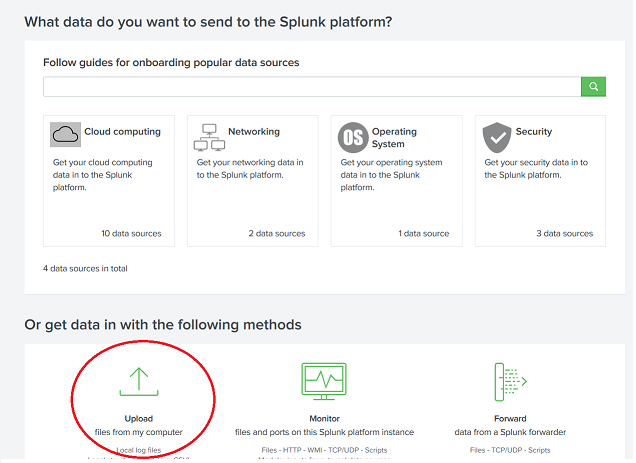 What data do you want to send to the Splunk platform?
Follow guides for onboarding popular data sources
Cloud computing
Get your cloud computing
data in to the Splunk
platform.
10 data sources
Networking
Get your networking data in
to the Splunk platform.
2 data sources
OS
Operating
System
Get your operating system
data in to the Splunk
platform.
1 data source
Security
Get your security data in to
the Splunk platform.
3 data sources
4 data sources in total
Or get data in with the following methods
Upload
files from my computer
Local log files
Monitor
files and ports on this Splunk platform instance
Files - HTTP - WMI - TCP/UDP - Scripts
Forward
data from a Splunk forwarder
Files - TCP/UDP - Scripts